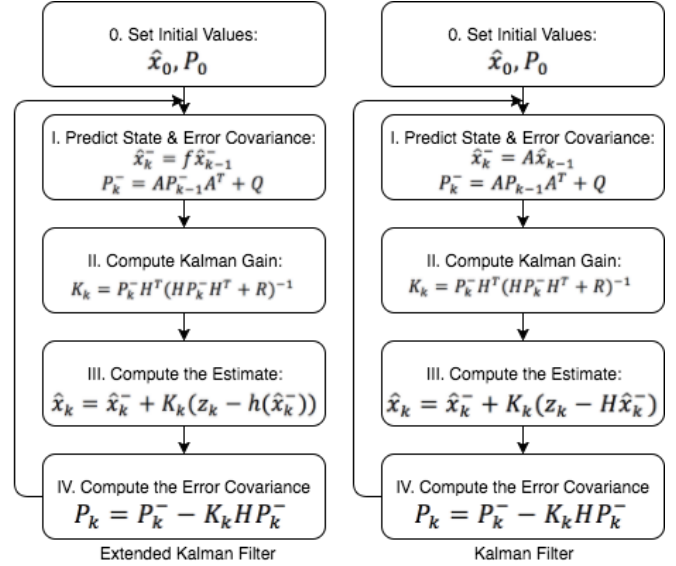 0. Set Initial Values:
x̂₀, P₀
I. Predict State & Error Covariance:
x̂ₖ⁻ = fx̂ₖ₋₁⁻
Pₖ⁻ = APₖ₋₁⁻Aᵀ + Q
II. Compute Kalman Gain:
Kₖ = Pₖ⁻Hᵀ(HPₖ⁻Hᵀ + R)⁻¹
III. Compute the Estimate:
x̂ₖ = x̂ₖ⁻ + Kₖ(zₖ − h(x̂ₖ⁻))
IV. Compute the Error Covariance
Pₖ = Pₖ⁻ − KₖHPₖ⁻
Extended Kalman Filter
0. Set Initial Values:
x̂₀, P₀
I. Predict State & Error Covariance:
x̂ₖ⁻ = Ax̂ₖ₋₁
Pₖ⁻ = APₖ₋₁Aᵀ + Q
II. Compute Kalman Gain:
Kₖ = Pₖ⁻Hᵀ(HPₖ⁻Hᵀ + R)⁻¹
III. Compute the Estimate:
x̂ₖ = x̂ₖ⁻ + Kₖ(zₖ − Hx̂ₖ⁻)
IV. Compute the Error Covariance
Pₖ = Pₖ⁻ − KₖHPₖ⁻
Kalman Filter